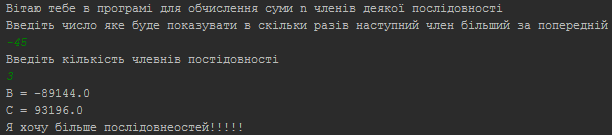 Вітаю тебе в програмі для обчислення суми n членів деякої послідовності
Введіть число яке буде показувати в скільки разів наступний член більший за попередній
-45
Введіть кількість члевнів постідовності
3
B = -89144.0
C = 93196.0
Я хочу більше послідовнеостей!!!!!